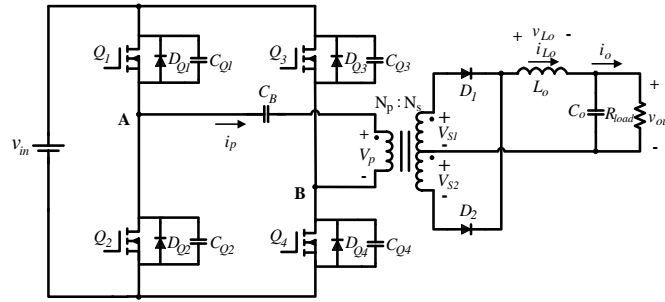 Q1 DQ1 CQ1 Q3 DQ3 CQ3
vLo
+ iLo - io
D1 Lo
CB Np : Ns
A
ip
vin
+ Vp -
+ VS1 -
+ VS2 -
Co Rload
+ vou -
B
D2
Q2 DQ2 CQ2 Q4 DQ4 CQ4